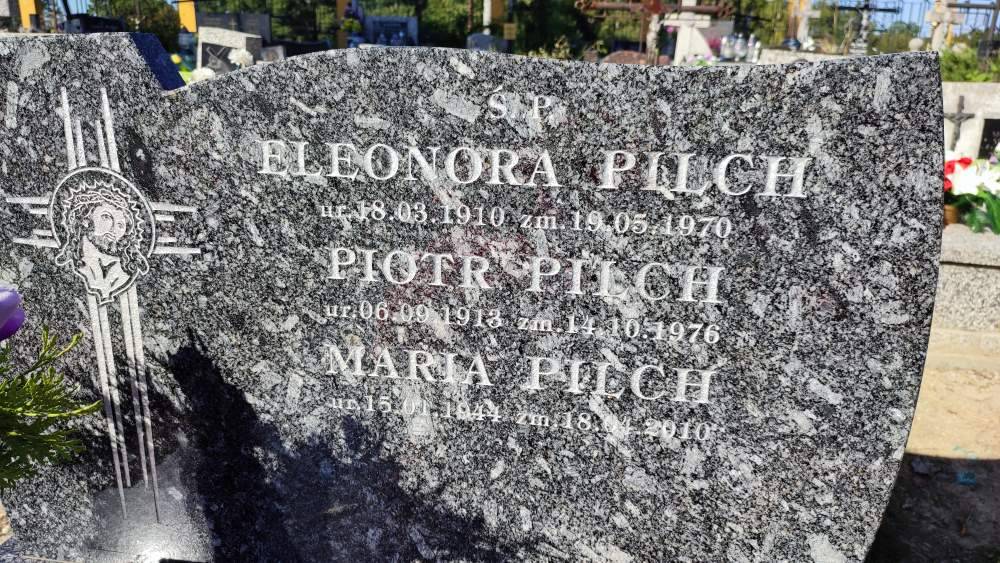 Ś. P.
ELEONORA PILCH
ur.18.03.1910 zm.19.05.1970
PIOTR PILCH
ur.06.09.1913 zm.14.10.1976
MARIA PILCH
ur.15.01.1944 zm.18.04.2010